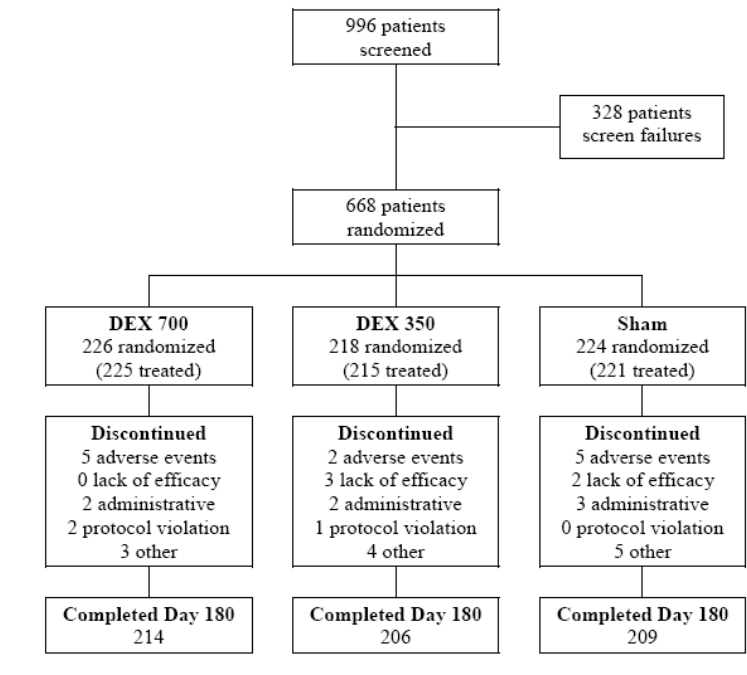 996 patients
screened
328 patients
screen failures
668 patients
randomized
DEX 700
226 randomized
(225 treated)
DEX 350
218 randomized
(215 treated)
Sham
224 randomized
(221 treated)
Discontinued
5 adverse events
0 lack of efficacy
2 administrative
2 protocol violation
3 other
Discontinued
2 adverse events
3 lack of efficacy
2 administrative
1 protocol violation
4 other
Discontinued
5 adverse events
2 lack of efficacy
3 administrative
0 protocol violation
5 other
Completed Day 180
214
Completed Day 180
206
Completed Day 180
209